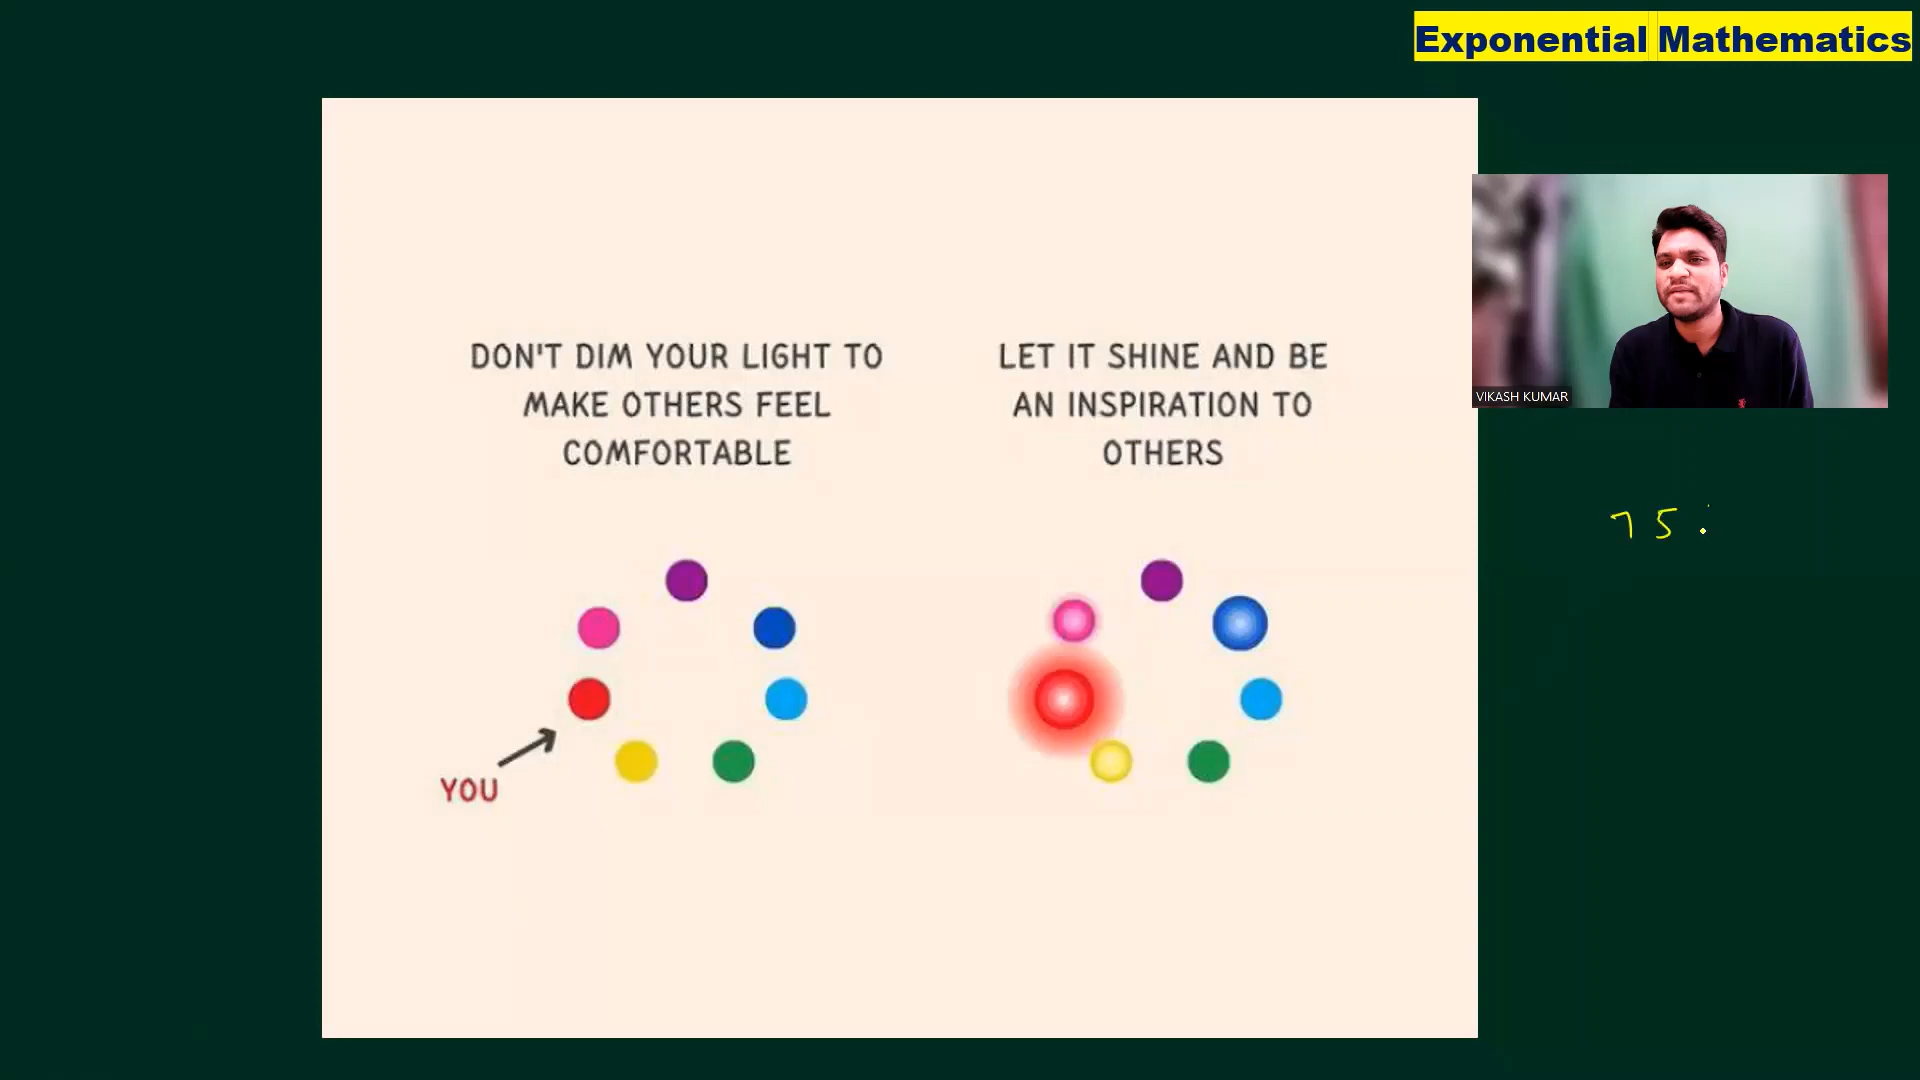 Exponential Mathematics
DON'T DIM YOUR LIGHT TO
MAKE OTHERS FEEL
COMFORTABLE
LET IT SHINE AND BE
AN INSPIRATION TO
OTHERS
YOU
VIKASH KUMAR
75